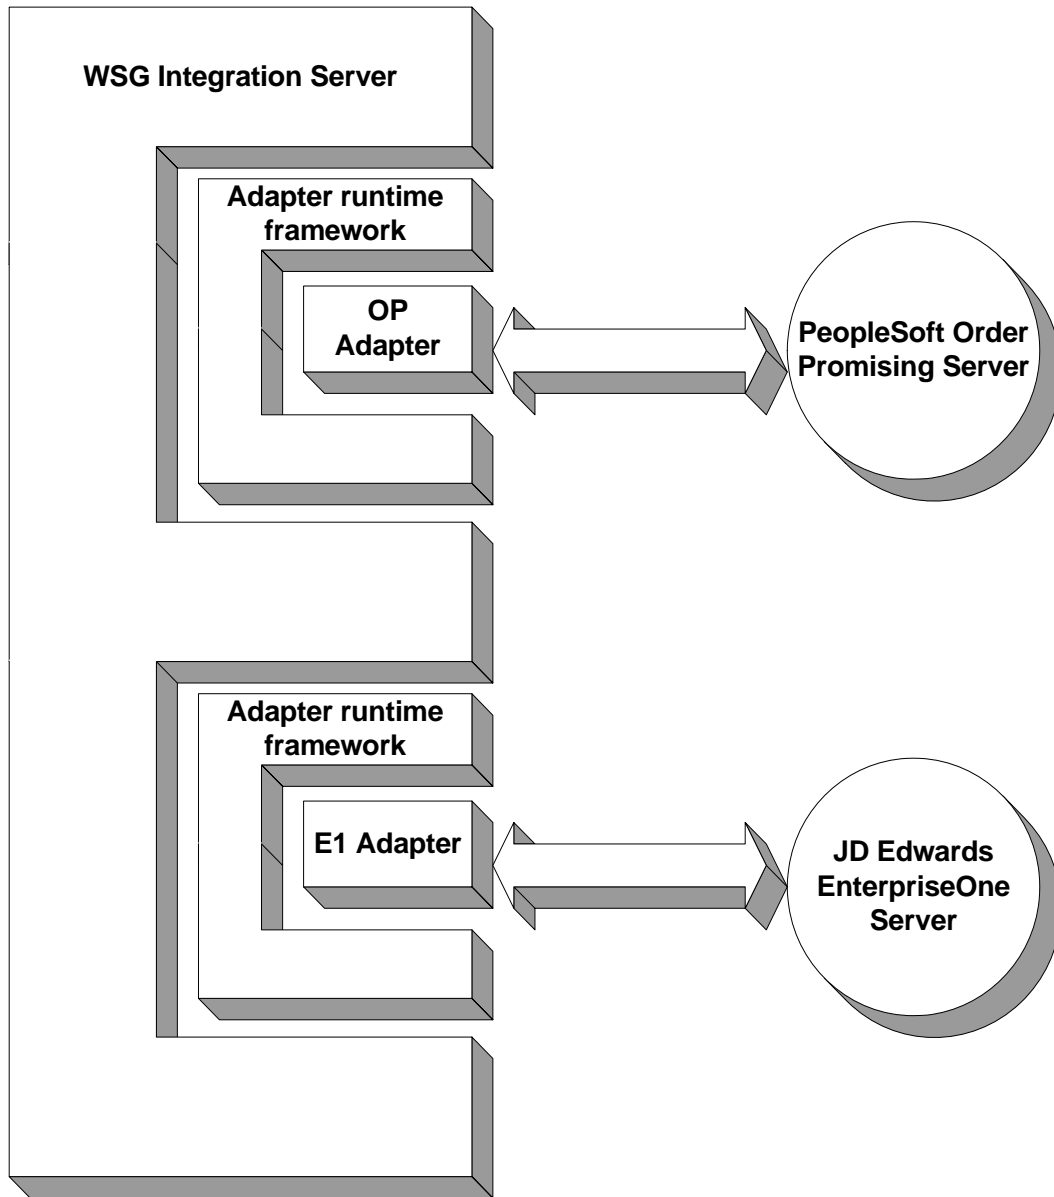 WSG Integration Server
Adapter runtime
framework
OP
Adapter
PeopleSoft Order
Promising Server
Adapter runtime
framework
E1 Adapter
JD Edwards
EnterpriseOne
Server